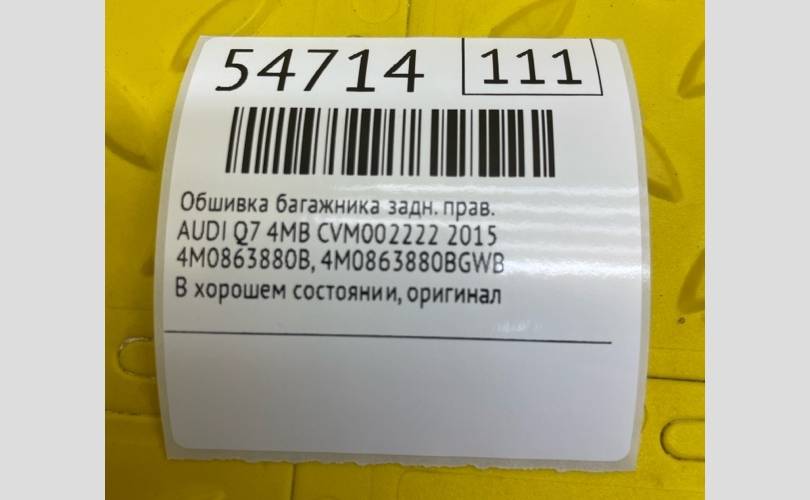 54714 111
Обшивка багажника задн. прав.
AUDI Q7 4MB CVM002222 2015
4M0863880B, 4M0863880BGWB
В хорошем состоянии, оригинал